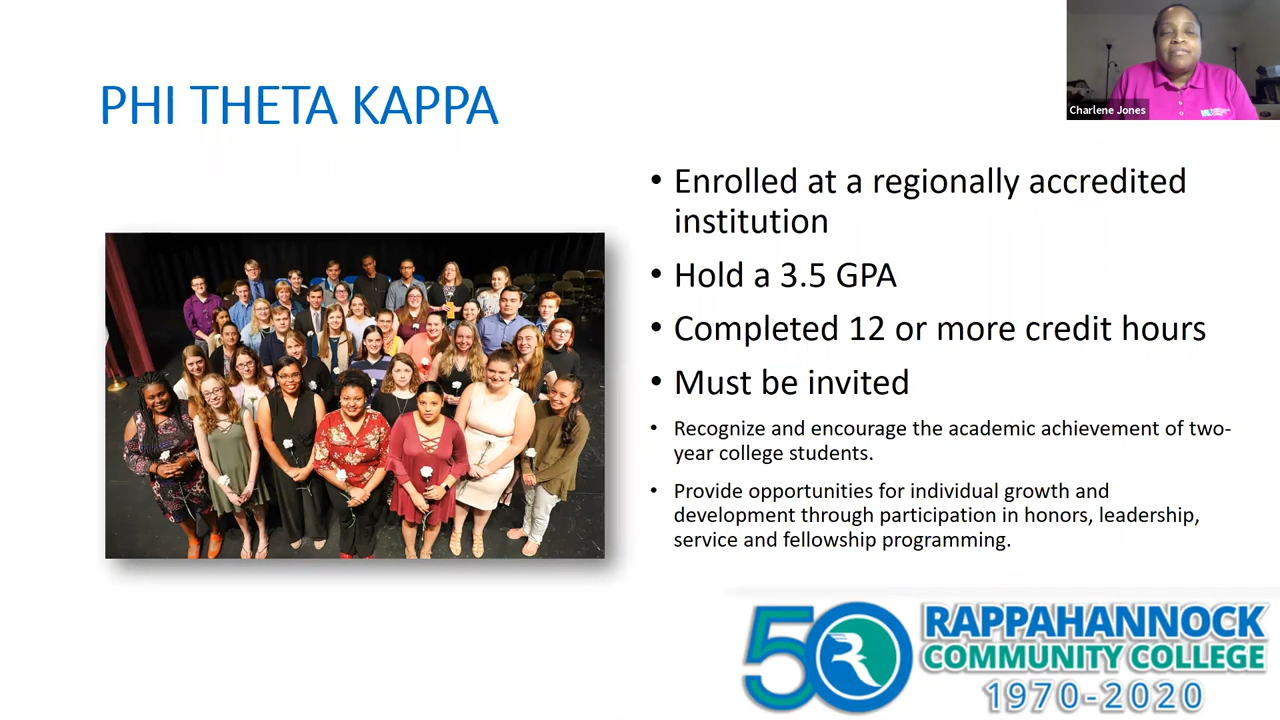 PHI THETA KAPPA
Charlene Jones
• Enrolled at a regionally accredited
institution
• Hold a 3.5 GPA
• Completed 12 or more credit hours
• Must be invited
• Recognize and encourage the academic achievement of two-
year college students.
• Provide opportunities for individual growth and
development through participation in honors, leadership,
service and fellowship programming.
50
RAPPAHANNOCK
COMMUNITY COLLEGE
1970-2020